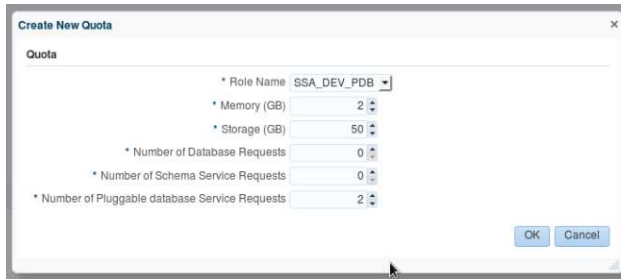 Create New Quota
Quota
* Role Name SSA_DEV_PDB
* Memory (GB) 2
* Storage (GB) 50
* Number of Database Requests 0
* Number of Schema Service Requests 0
* Number of Pluggable database Service Requests 2
OK Cancel